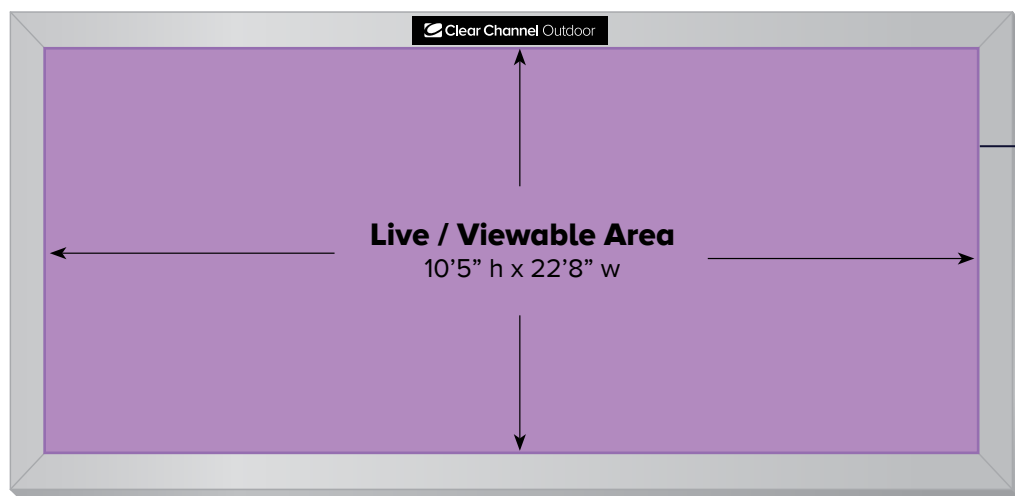 Clear Channel Outdoor
Live / Viewable Area
10’5” h x 22’8” w